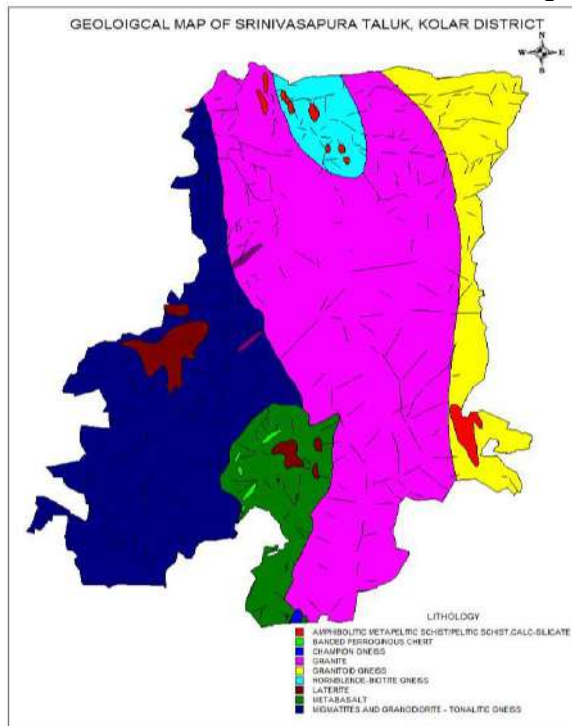 GEOLOIGCAL MAP OF SRINIVASAPURA TALUK, KOLAR DISTRICT
N
W E
S
LITHOLOGY
AMPHIBOLITIC METAPELITIC SCHIST/PELITIC SCHIST,CALC-SILICATE
BANDED FERROGINOUS CHERT
CHAMPION GNEISS
GRANITE
GRANITOID GNEISS
HORNBLENDE-BIOTITE GNEISS
LATERITE
METABASALT
MIGMATITES AND GRANODIORITE - TONALITIC GNEISS